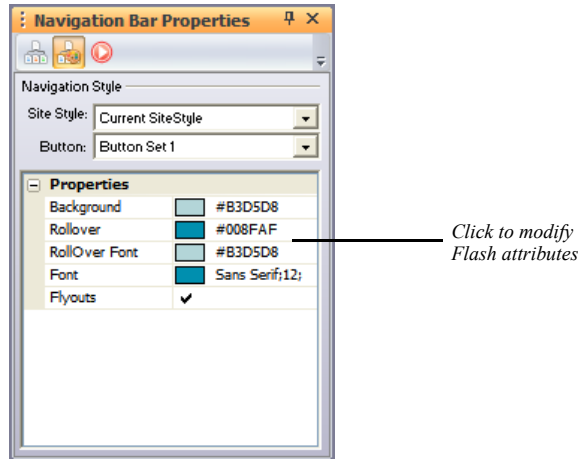 Navigation Bar Properties
Navigation Style
Site Style: Current SiteStyle
Button: Button Set 1
Properties
Background #B3D5D8
Rollover #008FAF
RollOver Font #B3D5D8
Font Sans Serif;12;
Flyouts
Click to modify
Flash attributes